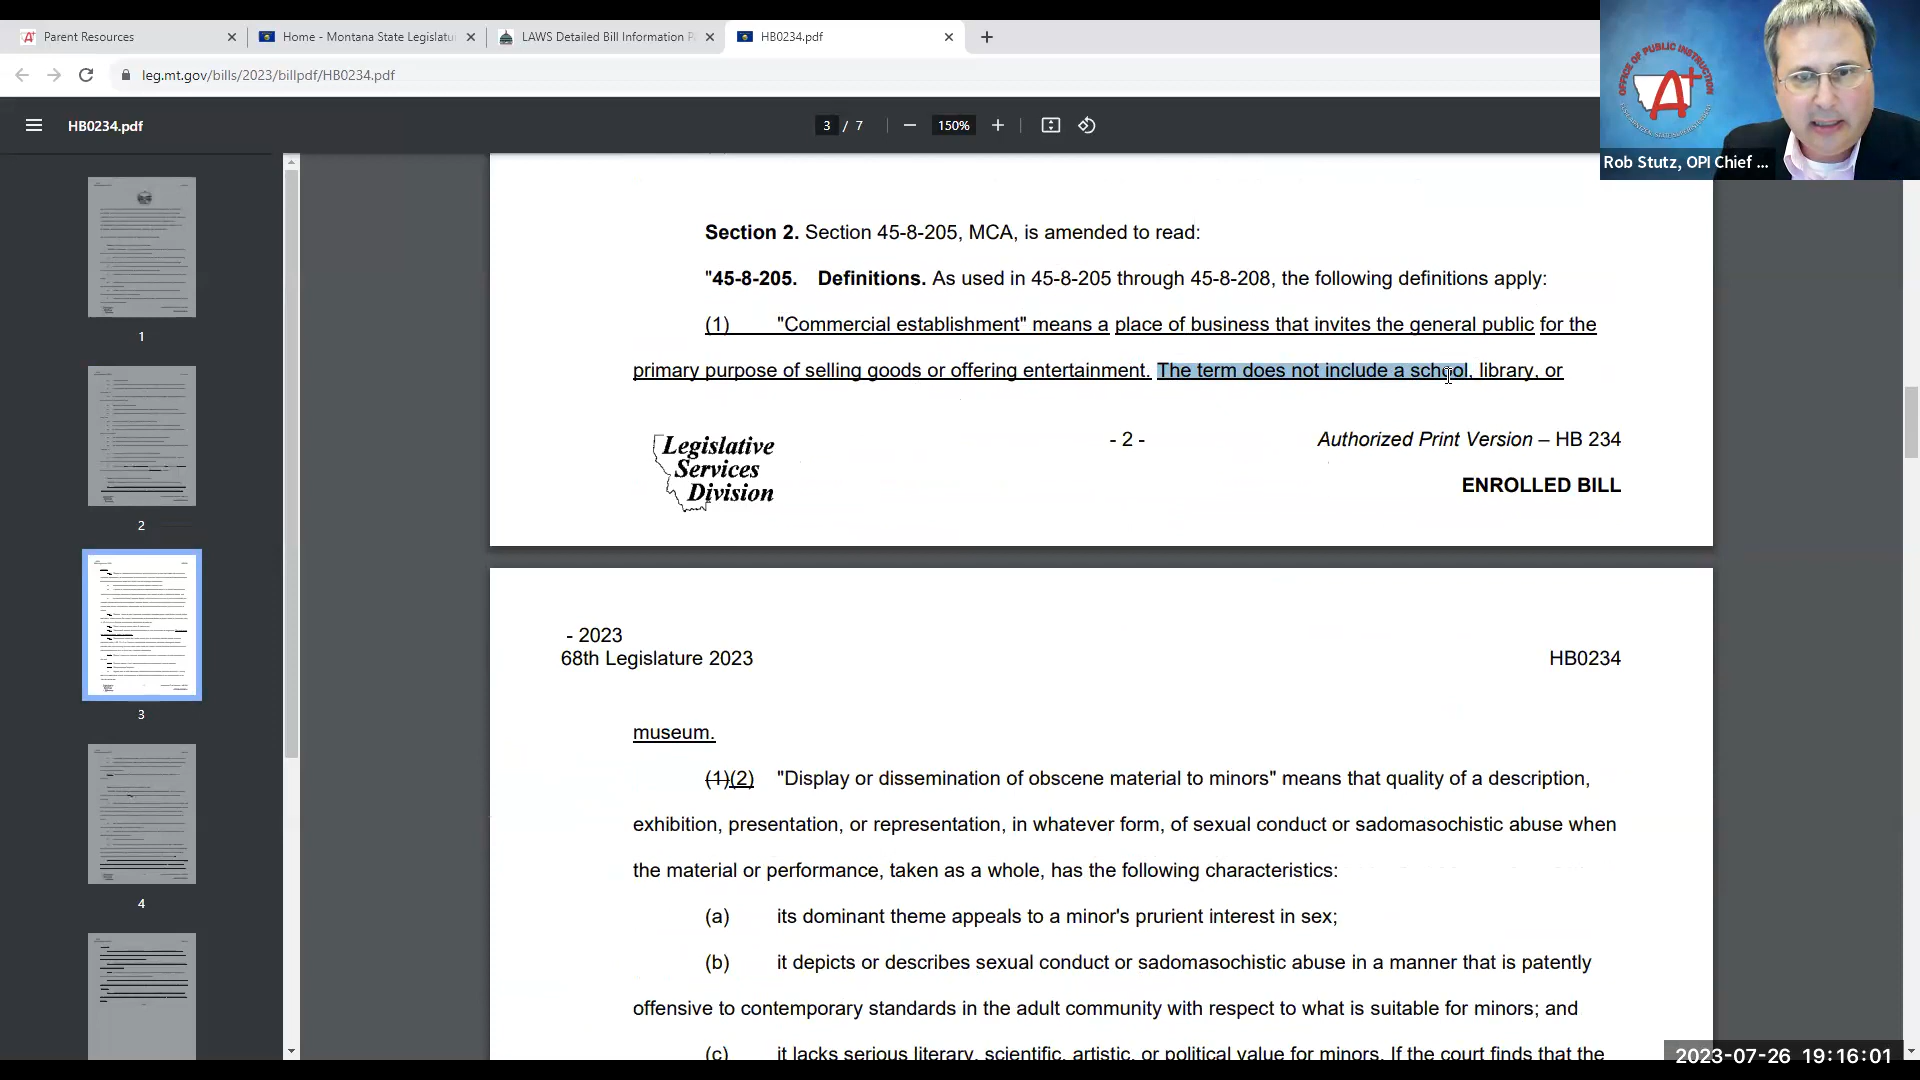 Parent Resources
Home - Montana State Legislatu
LAWS Detailed Bill Information P
HB0234.pdf
leg.mt.gov/bills/2023/billpdf/HB0234.pdf
HB0234.pdf
3 / 7
150%
OFFICE OF PUBLIC INSTRUCTION
A+
Rob Stutz, OPI Chief ...
1
2
3
4
Section 2. Section 45-8-205, MCA, is amended to read:
"45-8-205. Definitions. As used in 45-8-205 through 45-8-208, the following definitions apply:
(1) "Commercial establishment" means a place of business that invites the general public for the
primary purpose of selling goods or offering entertainment. The term does not include a school, library, or
Legislative
Services
Division
- 2 -
Authorized Print Version – HB 234
ENROLLED BILL
- 2023
68th Legislature 2023
HB0234
museum.
(1)(2) "Display or dissemination of obscene material to minors" means that quality of a description,
exhibition, presentation, or representation, in whatever form, of sexual conduct or sadomasochistic abuse when
the material or performance, taken as a whole, has the following characteristics:
(a) its dominant theme appeals to a minor's prurient interest in sex;
(b) it depicts or describes sexual conduct or sadomasochistic abuse in a manner that is patently
offensive to contemporary standards in the adult community with respect to what is suitable for minors; and
(c) it lacks serious literary, scientific, artistic, or political value for minors. If the court finds that the
2023-07-26 19:16:01